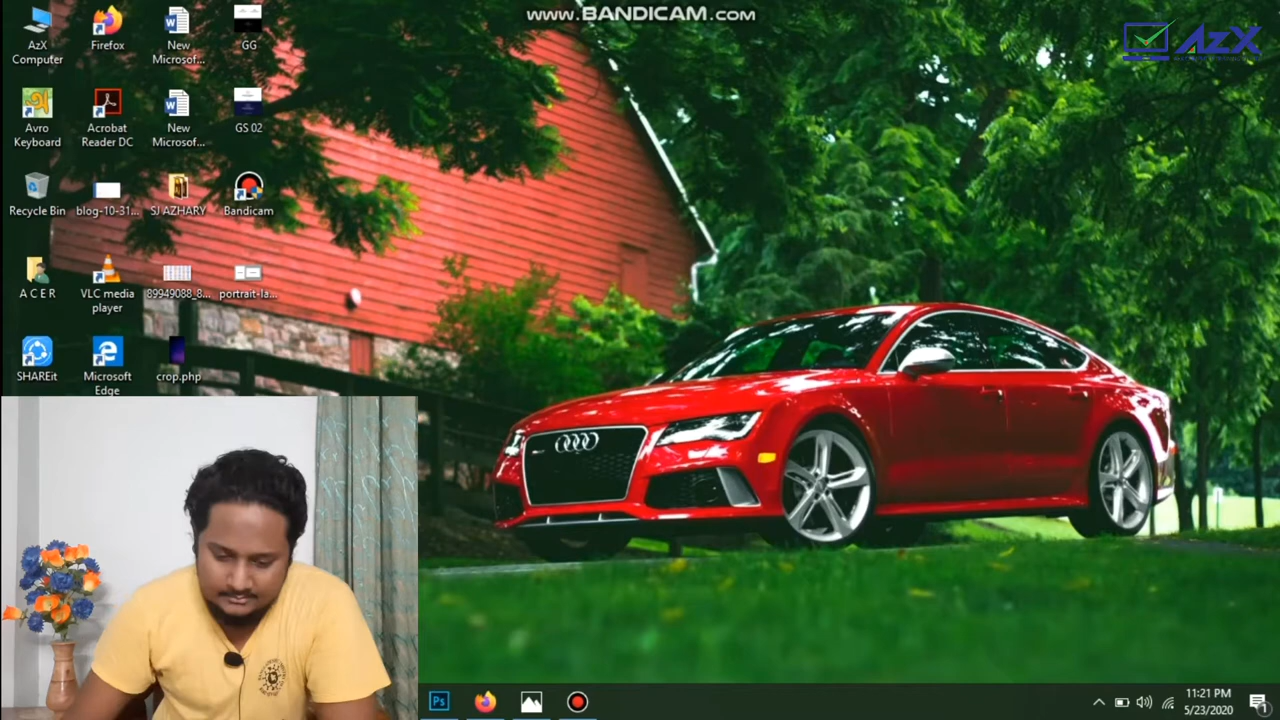 www.BANDICAM.com
AzX
AzX
Computer
Firefox
New
Microsof...
GG
Avro
Keyboard
Acrobat
Reader DC
New
Microsof...
GS 02
Recycle Bin
blog-10-31...
SJ AZHARY
Bandicam
A C E R
VLC media
player
89949088_8...
portrait-la...
SHAREit
Microsoft
Edge
crop.php
Ps
11:21 PM
5/23/2020
1